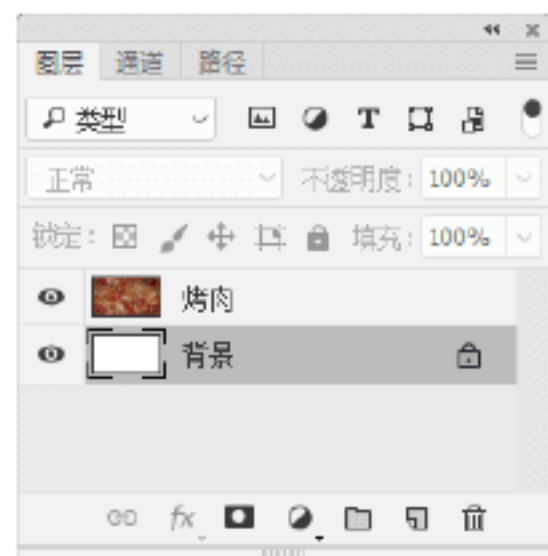 图层 通道 路径
类型 T
正常 不透明度: 100%
锁定: 填充: 100%
烤肉
背景
fx